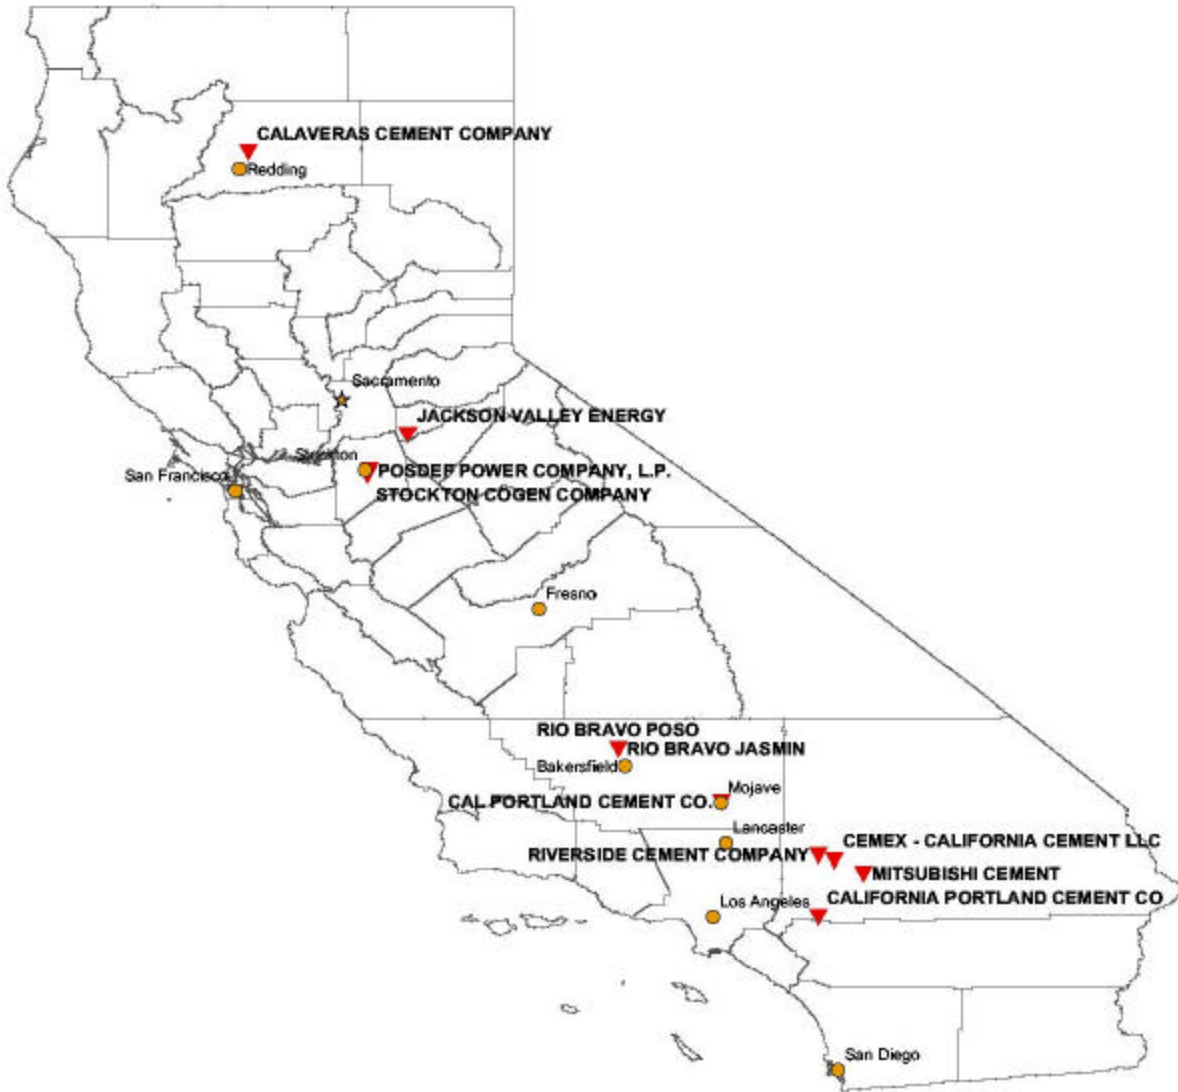 CALAVERAS CEMENT COMPANY
Redding
Sacramento
JACKSON VALLEY ENERGY
Stockton
San Francisco
POSDEF POWER COMPANY, L.P.
STOCKTON COGEN COMPANY
Fresno
RIO BRAVO POSO
RIO BRAVO JASMIN
Bakersfield
Mojave
CAL PORTLAND CEMENT CO.
Lancaster
CEMEX - CALIFORNIA CEMENT LLC
RIVERSIDE CEMENT COMPANY
MITSUBISHI CEMENT
CALIFORNIA PORTLAND CEMENT CO
Los Angeles
San Diego